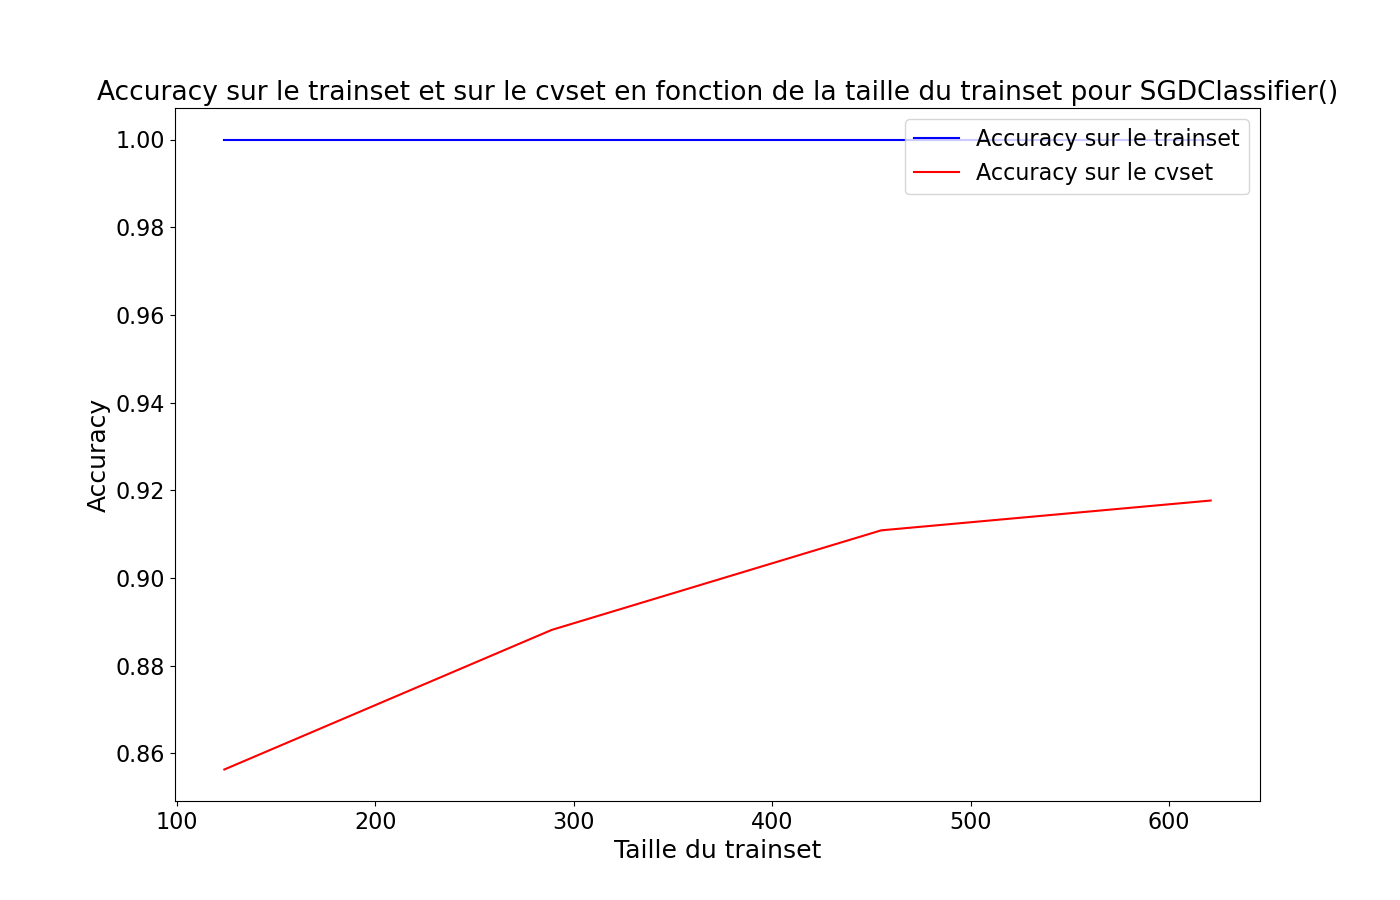 Accuracy sur le trainset et sur le cvset en fonction de la taille du trainset pour SGDClassifier()
Accuracy sur le trainset
Accuracy sur le cvset
1.00
0.98
0.96
0.94
0.92
0.90
0.88
0.86
Accuracy
100 200 300 400 500 600
Taille du trainset